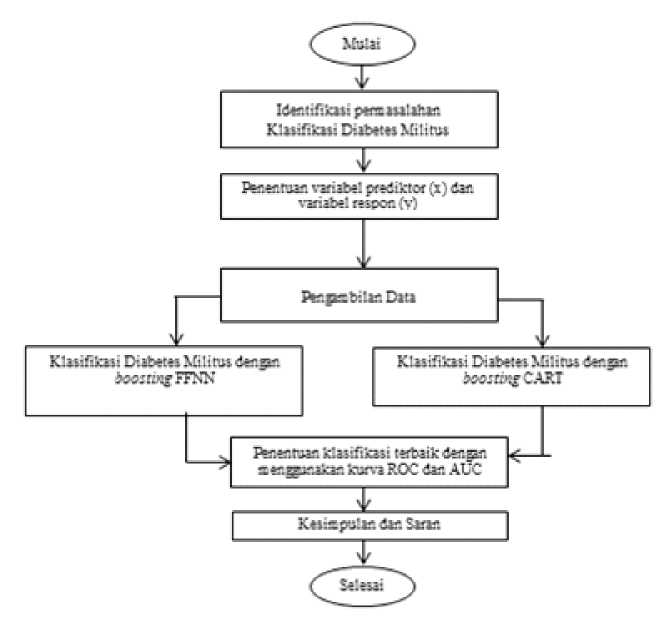 Mulai
Identifikasi permasalahan
Klasifikasi Diabetes Militus
Penentuan variabel prediktor (x) dan
variabel respon (y)
Pengambilan Data
Klasifikasi Diabetes Militus dengan
boosting FFNN
Klasifikasi Diabetes Militus dengan
boosting CART
Penentuan klasifikasi terbaik dengan
menggunakan kurva ROC dan AUC
Kesimpulan dan Saran
Selesai